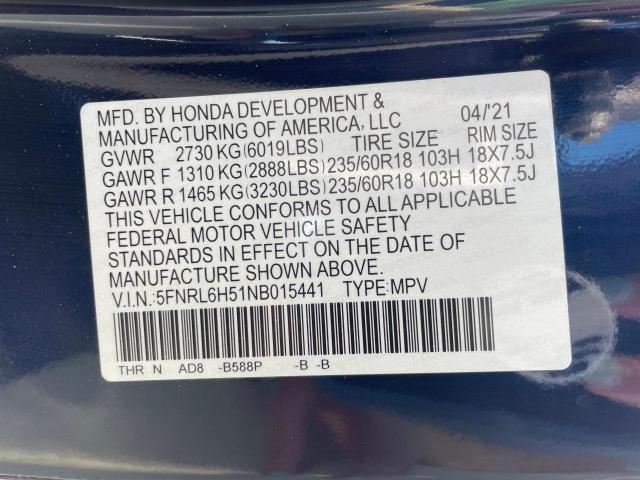 MFD. BY HONDA DEVELOPMENT & 04/'21
MANUFACTURING OF AMERICA, LLC
GVWR 2730 KG(6019LBS) TIRE SIZE RIM SIZE
GAWR F 1310 KG(2888LBS)235/60R18 103H 18X7.5J
GAWR R 1465 KG(3230LBS)235/60R18 103H 18X7.5J
THIS VEHICLE CONFORMS TO ALL APPLICABLE
FEDERAL MOTOR VEHICLE SAFETY
STANDARDS IN EFFECT ON THE DATE OF
MANUFACTURE SHOWN ABOVE.
V.I.N.:5FNRL6H51NB015441 TYPE:MPV
THR N AD8 -B588P -B -B